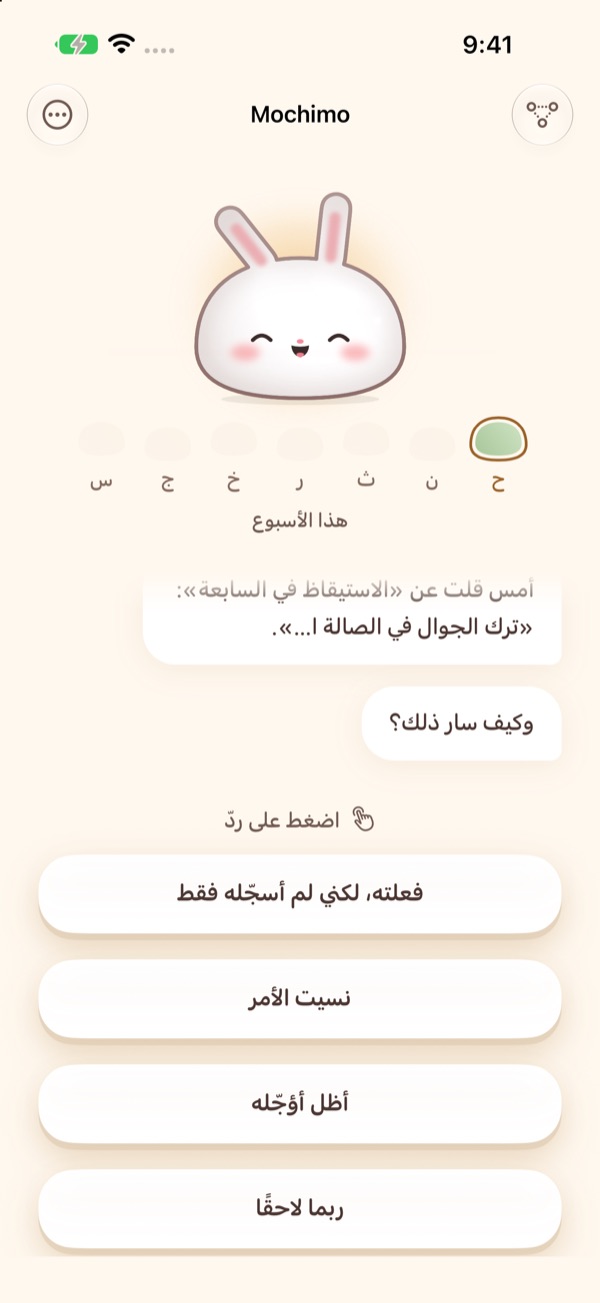 9:41
Mochimo
ح ن ث ر خ ج س
هذا الأسبوع
أمس قلت عن «الاستيقاظ في السابعة»:
«ترك الجوال في الصالة ا...».
وكيف سار ذلك؟
اضغط على ردّ
فعلته، لكني لم أسجّله فقط
نسيت الأمر
أظل أؤجّله
ربما لاحقًا